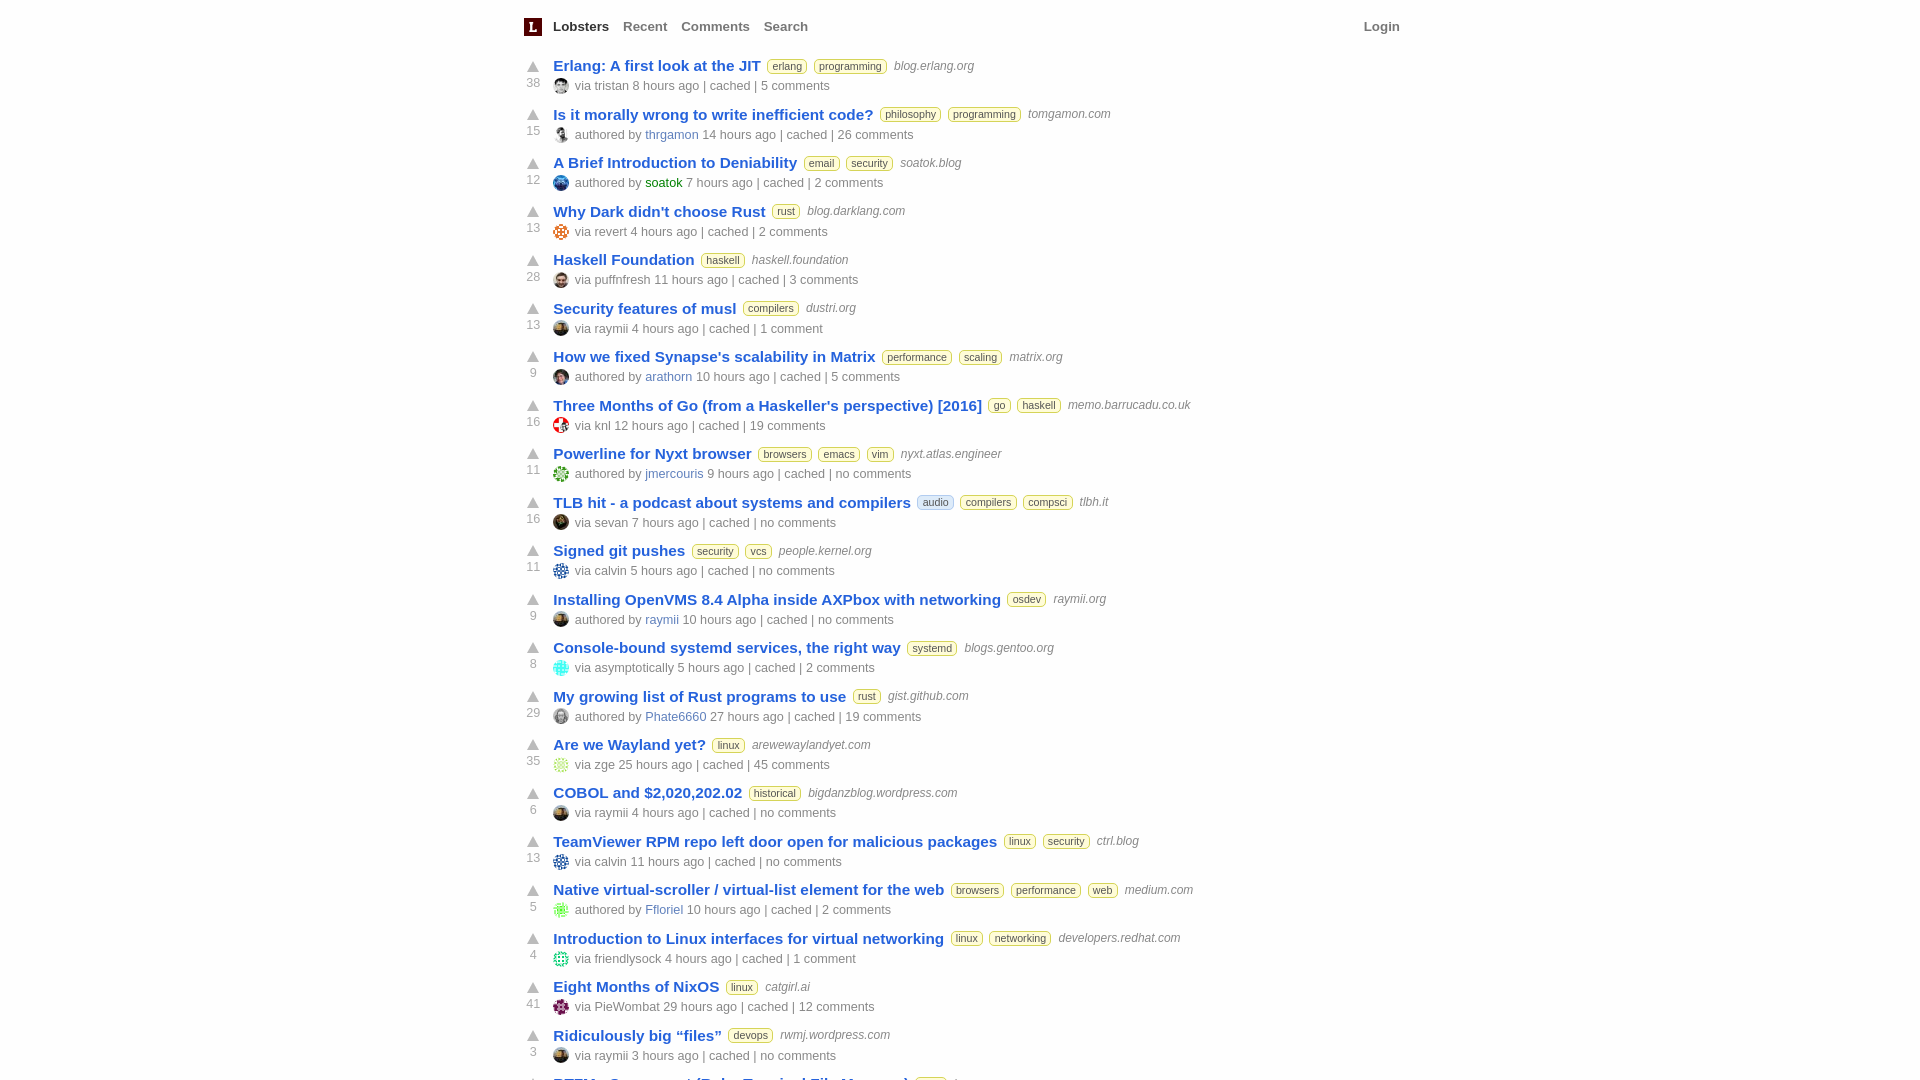 L Lobsters Recent Comments Search Login
Erlang: A first look at the JIT erlang programming blog.erlang.org
38 via tristan 8 hours ago | cached | 5 comments
Is it morally wrong to write inefficient code? philosophy programming tomgamon.com
15 authored by thrgamon 14 hours ago | cached | 26 comments
A Brief Introduction to Deniability email security soatok.blog
12 authored by soatok 7 hours ago | cached | 2 comments
Why Dark didn't choose Rust rust blog.darklang.com
13 via revert 4 hours ago | cached | 2 comments
Haskell Foundation haskell haskell.foundation
28 via puffnfresh 11 hours ago | cached | 3 comments
Security features of musl compilers dustri.org
13 via raymii 4 hours ago | cached | 1 comment
How we fixed Synapse's scalability in Matrix performance scaling matrix.org
9 authored by arathorn 10 hours ago | cached | 5 comments
Three Months of Go (from a Haskeller's perspective) [2016] go haskell memo.barrucadu.co.uk
16 via knl 12 hours ago | cached | 19 comments
Powerline for Nyxt browser browsers emacs vim nyxt.atlas.engineer
11 authored by jmercouris 9 hours ago | cached | no comments
TLB hit - a podcast about systems and compilers audio compilers compsci tlbh.it
16 via sevan 7 hours ago | cached | no comments
Signed git pushes security vcs people.kernel.org
11 via calvin 5 hours ago | cached | no comments
Installing OpenVMS 8.4 Alpha inside AXPbox with networking osdev raymii.org
9 authored by raymii 10 hours ago | cached | no comments
Console-bound systemd services, the right way systemd blogs.gentoo.org
8 via asymptotically 5 hours ago | cached | 2 comments
My growing list of Rust programs to use rust gist.github.com
29 authored by Phate6660 27 hours ago | cached | 19 comments
Are we Wayland yet? linux arewewaylandyet.com
35 via zge 25 hours ago | cached | 45 comments
COBOL and $2,020,202.02 historical bigdanzblog.wordpress.com
6 via raymii 4 hours ago | cached | no comments
TeamViewer RPM repo left door open for malicious packages linux security ctrl.blog
13 via calvin 11 hours ago | cached | no comments
Native virtual-scroller / virtual-list element for the web browsers performance web medium.com
5 authored by Ffloriel 10 hours ago | cached | 2 comments
Introduction to Linux interfaces for virtual networking linux networking developers.redhat.com
4 via friendlysock 4 hours ago | cached | 1 comment
Eight Months of NixOS linux catgirl.ai
41 via PieWombat 29 hours ago | cached | 12 comments
Ridiculously big “files” devops rwmj.wordpress.com
3 via raymii 3 hours ago | cached | no comments